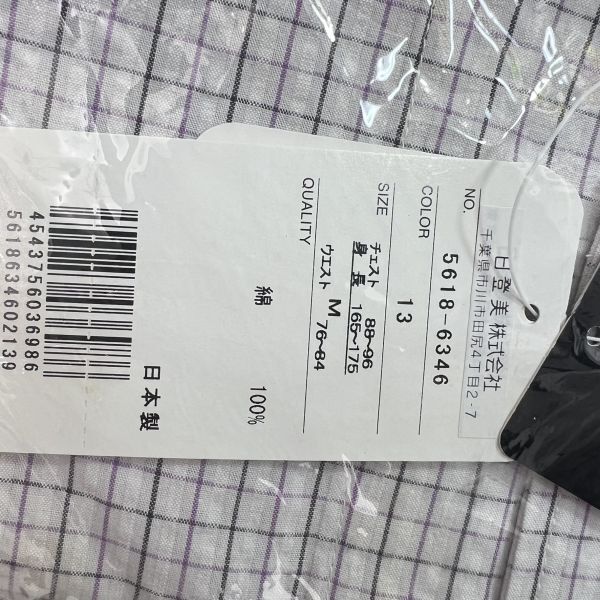 日登美 株式会社
千葉県市川市田尻4丁目2-7
NO. 5618-6346
COLOR 13
SIZE チェスト 88~96
身長 165~175
ウエスト M 76~84
QUALITY
綿 100%
日本製
4543756036986
5618634602139